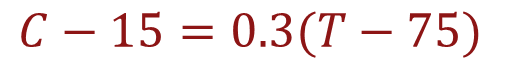 C − 15 = 0.3(T − 75)